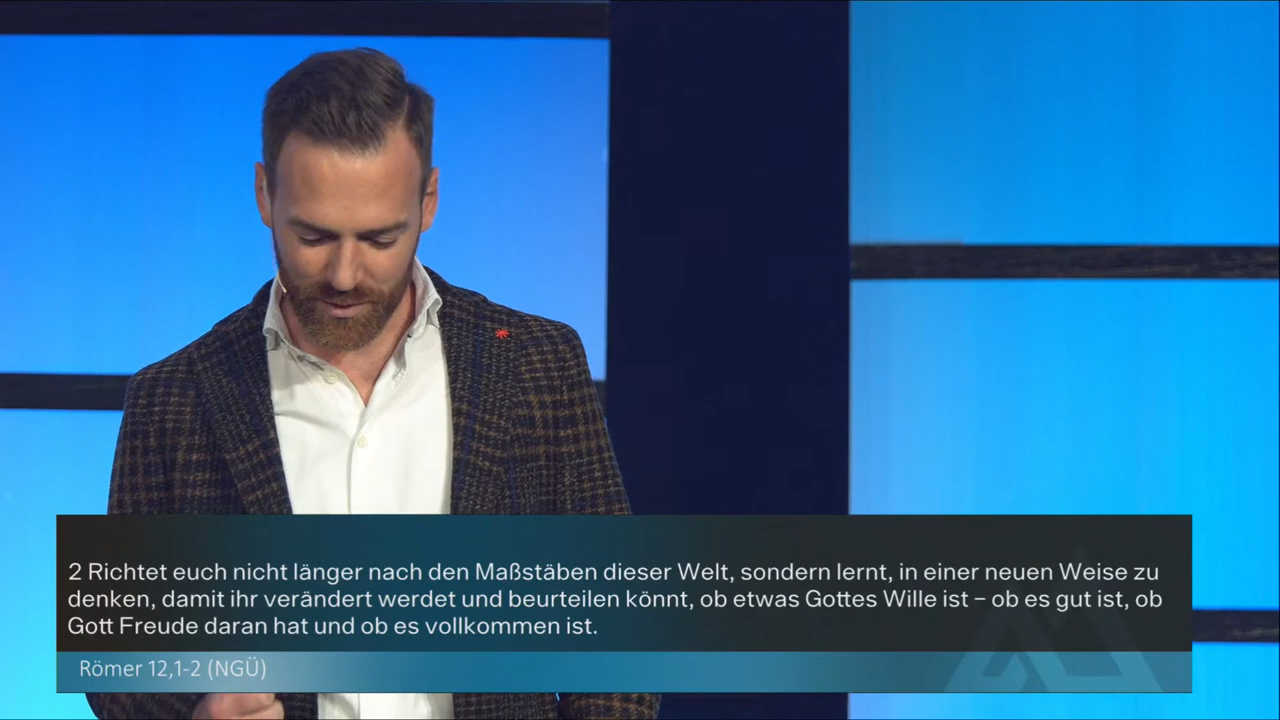 2 Richtet euch nicht länger nach den Maßstäben dieser Welt, sondern lernt, in einer neuen Weise zu
denken, damit ihr verändert werdet und beurteilen könnt, ob etwas Gottes Wille ist – ob es gut ist, ob
Gott Freude daran hat und ob es vollkommen ist.
Römer 12,1-2 (NGÜ)